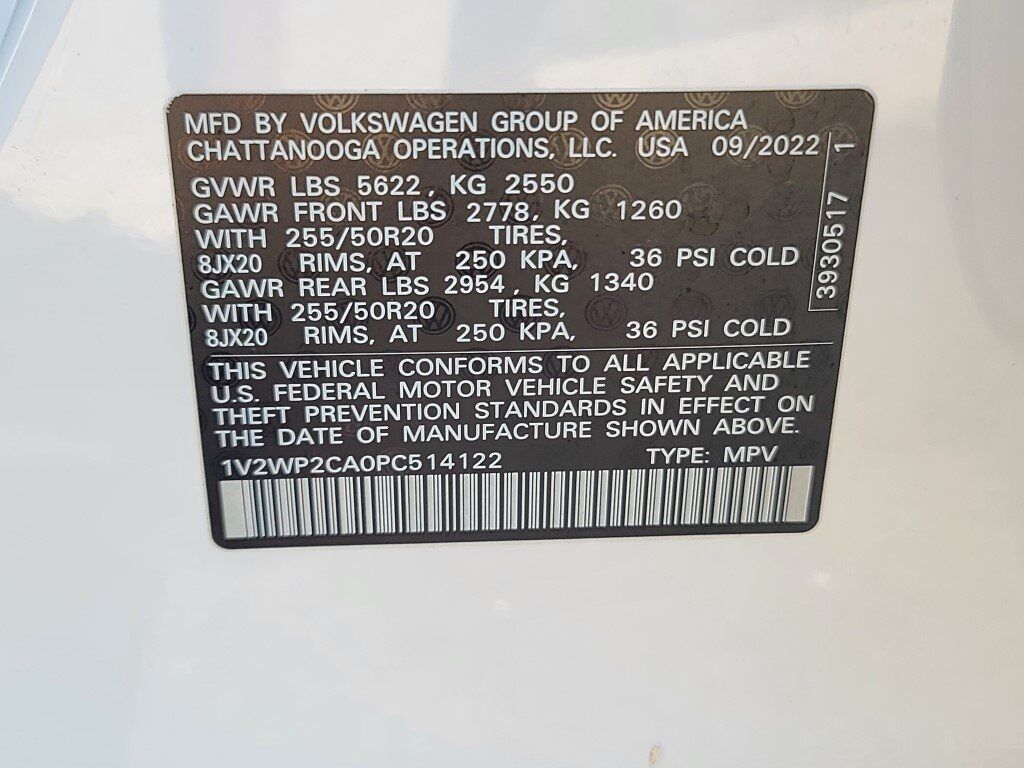 MFD BY VOLKSWAGEN GROUP OF AMERICA
CHATTANOOGA OPERATIONS, LLC. USA 09/2022
GVWR LBS 5622, KG 2550
GAWR FRONT LBS 2778, KG 1260
WITH 255/50R20 TIRES,
8JX20 RIMS, AT 250 KPA, 36 PSI COLD
GAWR REAR LBS 2954, KG 1340
WITH 255/50R20 TIRES,
8JX20 RIMS, AT 250 KPA, 36 PSI COLD
THIS VEHICLE CONFORMS TO ALL APPLICABLE
U.S. FEDERAL MOTOR VEHICLE SAFETY AND
THEFT PREVENTION STANDARDS IN EFFECT ON
THE DATE OF MANUFACTURE SHOWN ABOVE.
1V2WP2CA0PC514122 TYPE: MPV
3930517 1